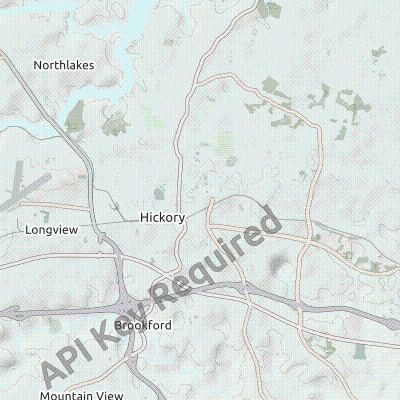 Northlakes
Hickory
Longview
API Key Required
Brookford
Mountain View